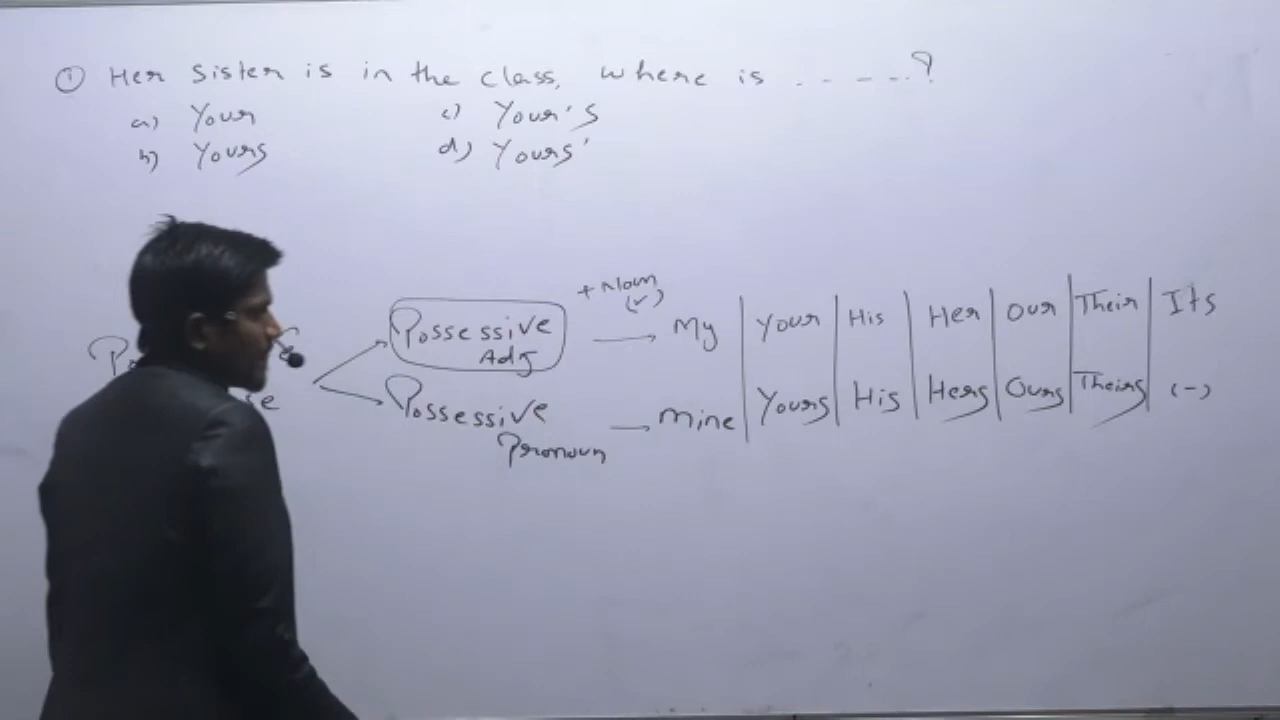 ① Her sister is in the class, where is ......?
a) Your c) Your's
b) Yours d) Yours'
+ Noun (✓)
Possessive Adj → My | Your | His | Her | Our | Their | Its
Possessive Pronoun → Mine | Yours | His | Hers | Ours | Theirs | (-)